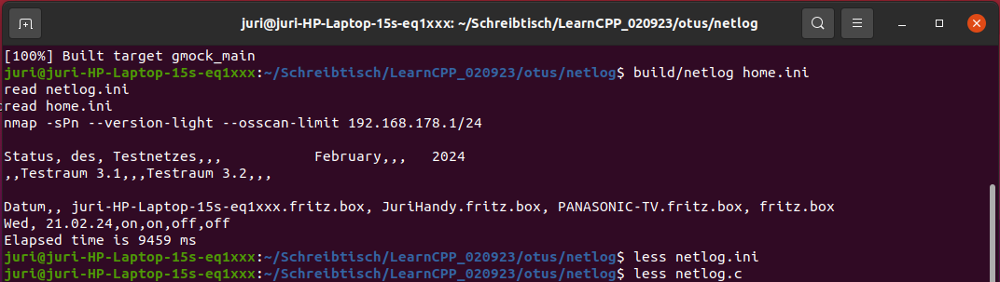 juri@juri-HP-Laptop-15s-eq1xxx: ~/Schreibtisch/LearnCPP_020923/otus/netlog
[100%] Built target gmock_main
juri@juri-HP-Laptop-15s-eq1xxx:~/Schreibtisch/LearnCPP_020923/otus/netlog$ build/netlog home.ini
read netlog.ini
read home.ini
nmap -sPn --version-light --osscan-limit 192.168.178.1/24
Status, des, Testnetzes,,,           February,,,   2024
,,Testraum 3.1,,,Testraum 3.2,,,
Datum,, juri-HP-Laptop-15s-eq1xxx.fritz.box, JuriHandy.fritz.box, PANASONIC-TV.fritz.box, fritz.box
Wed, 21.02.24,on,on,off,off
Elapsed time is 9459 ms
juri@juri-HP-Laptop-15s-eq1xxx:~/Schreibtisch/LearnCPP_020923/otus/netlog$ less netlog.ini
juri@juri-HP-Laptop-15s-eq1xxx:~/Schreibtisch/LearnCPP_020923/otus/netlog$ less netlog.c